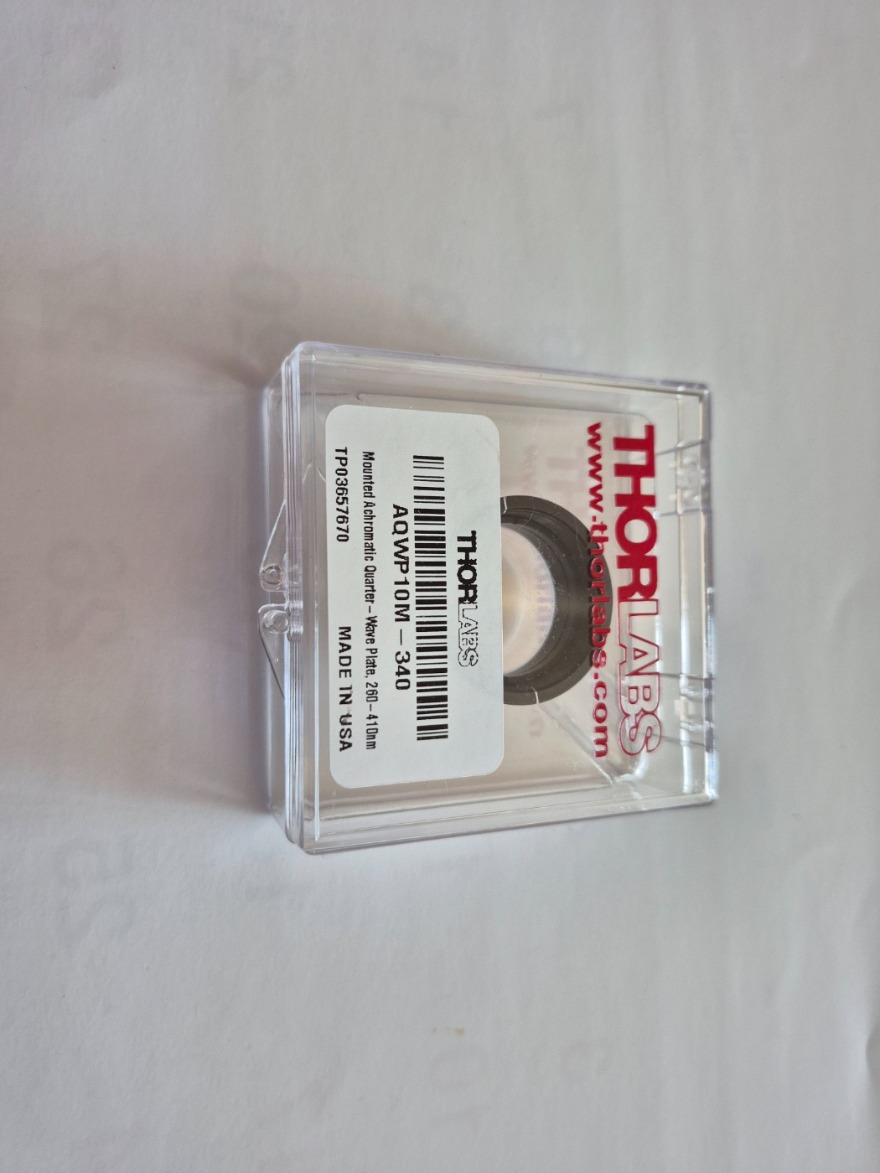 THORLABS
www.thorlabs.com
THORLABS
AQWP10M – 340
Mounted Achromatic Quarter – Wave Plate, 260 – 410nm
TP03657670 MADE IN USA